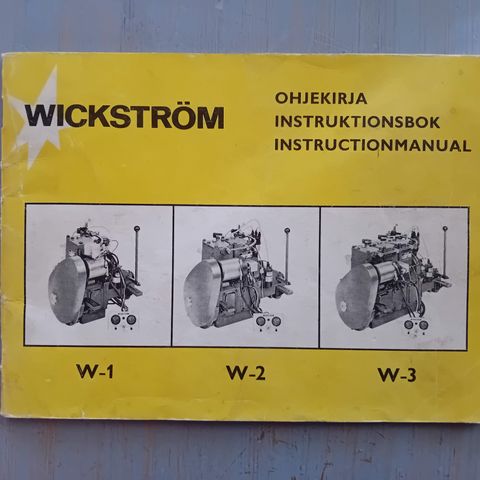 WICKSTRÖM
OHJEKIRJA
INSTRUKTIONSBOK
INSTRUCTIONMANUAL
W-1 W-2 W-3